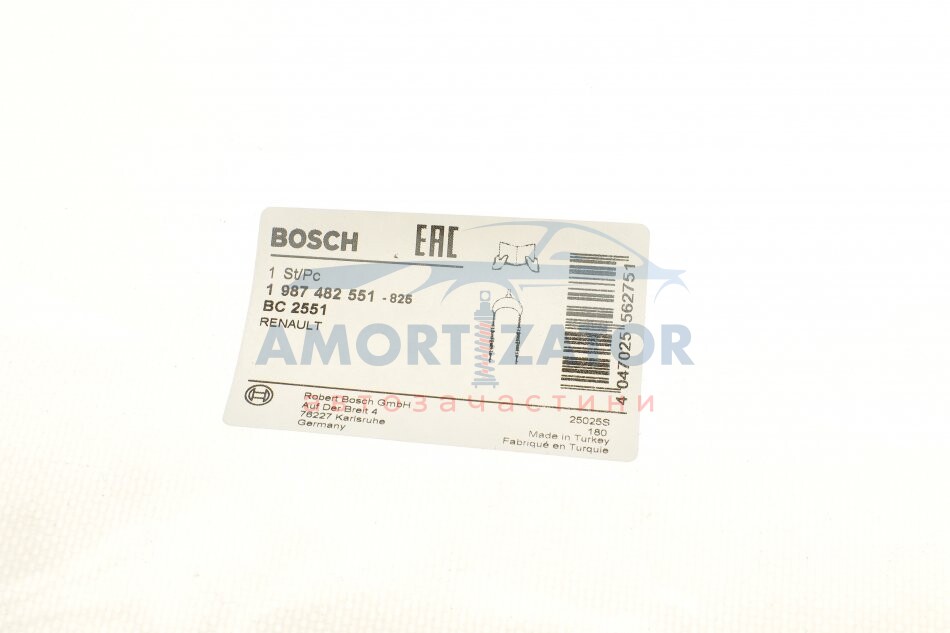 BOSCH
EAC
1 St/Pc
1 987 482 551 - 825
BC 2551
RENAULT
AMORTIZATOR
автозачастини
4 047025 562751
Robert Bosch GmbH
Auf Der Breit 4
76227 Karlsruhe
Germany
25025S
180
Made in Turkey
Fabriqué en Turquie